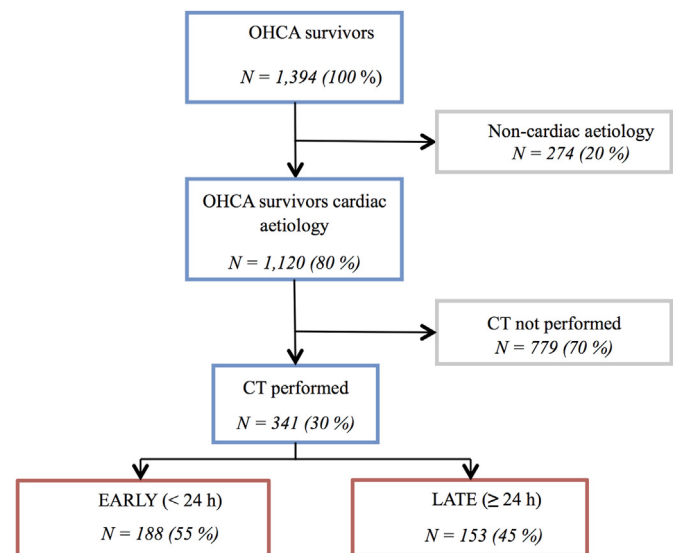 OHCA survivors
N = 1,394 (100 %)
Non-cardiac aetiology
N = 274 (20 %)
OHCA survivors cardiac
aetiology
N = 1,120 (80 %)
CT not performed
N = 779 (70 %)
CT performed
N = 341 (30 %)
EARLY (< 24 h)
N = 188 (55 %)
LATE (≥ 24 h)
N = 153 (45 %)